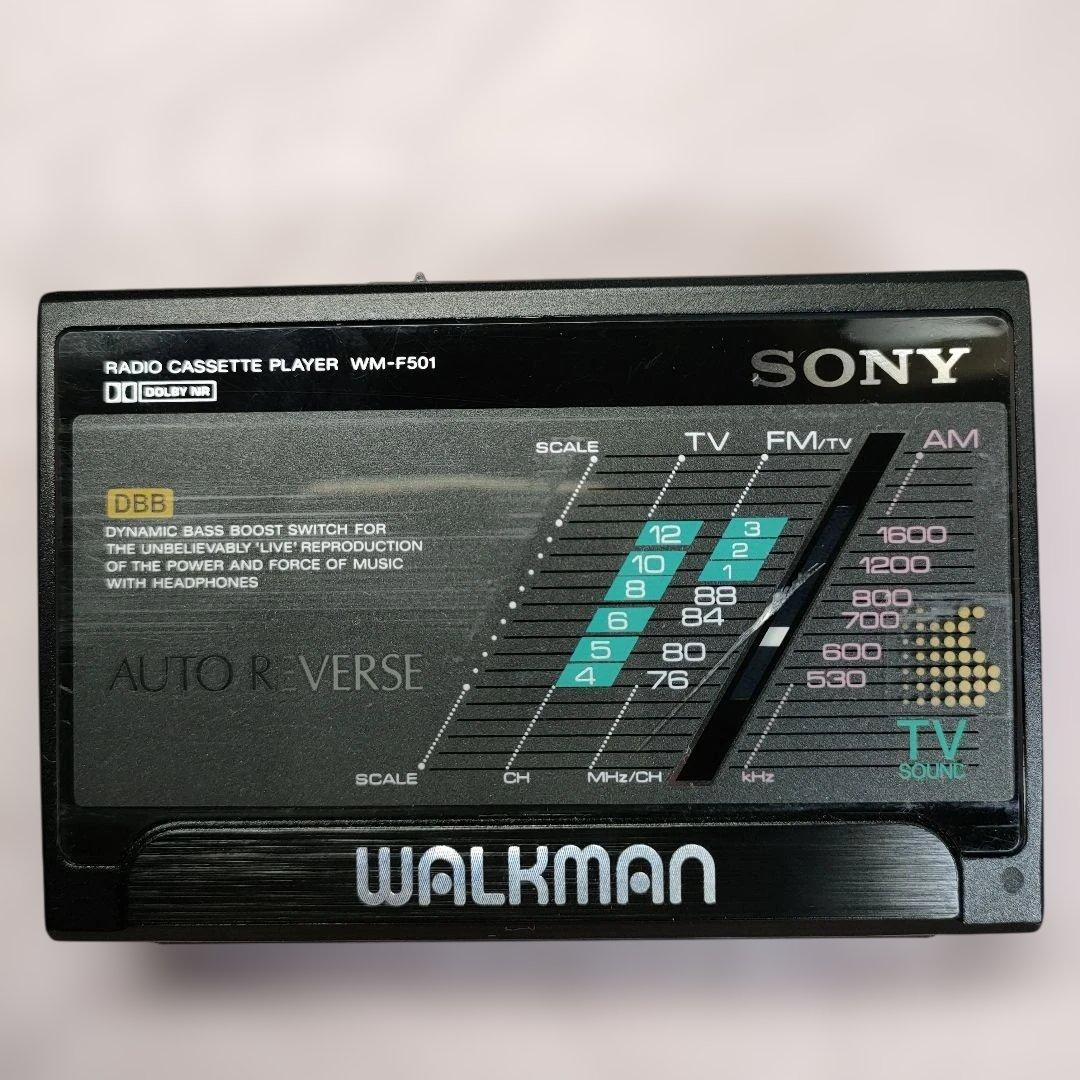 RADIO CASSETTE PLAYER WM-F501
SONY
DOLBY NR
SCALE TV FM/TV AM
DBB
DYNAMIC BASS BOOST SWITCH FOR
THE UNBELIEVABLY 'LIVE' REPRODUCTION
OF THE POWER AND FORCE OF MUSIC
WITH HEADPHONES
AUTO REVERSE
12 3 1600
10 2 1200
8 1 800
88 700
6 84 600
5 80 530
4 76
TV
SOUND
SCALE CH MHz/CH kHz
WALKMAN